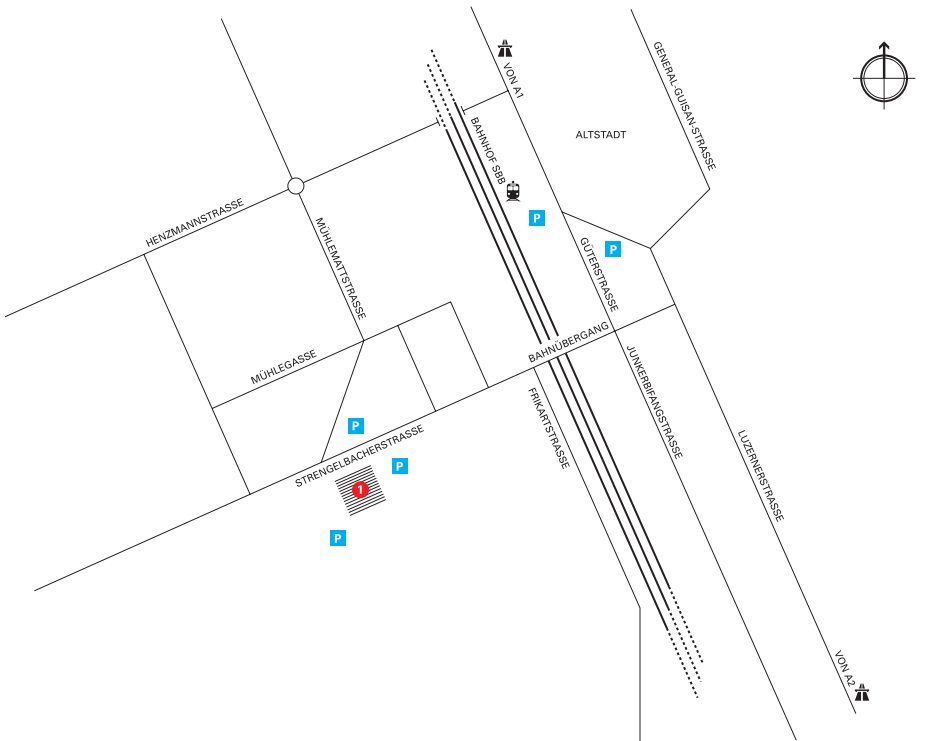 VON A1
GENERAL-GUISAN-STRASSE
BAHNHOF SBB
ALTSTADT
HENZMANNSTRASSE
MÜHLEMATTSTRASSE
P
P
GÜTERSTRASSE
BAHNÜBERGANG
MÜHLEGASSE
JUNKERBIFANGSTRASSE
FRIKARTSTRASSE
LUZERNERSTRASSE
P
STRENGELBACHERSTRASSE
P
1
P
VON A2